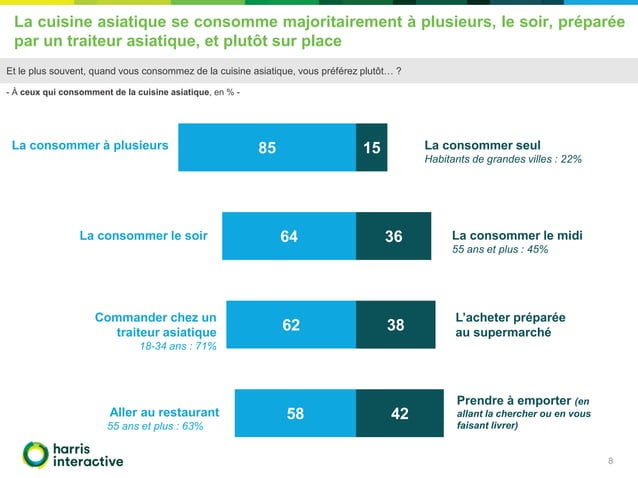 La cuisine asiatique se consomme majoritairement à plusieurs, le soir, préparée
par un traiteur asiatique, et plutôt sur place
Et le plus souvent, quand vous consommez de la cuisine asiatique, vous préférez plutôt… ?
- À ceux qui consomment de la cuisine asiatique, en % -
La consommer à plusieurs
85
15
La consommer seul
Habitants de grandes villes : 22%
La consommer le soir
64
36
La consommer le midi
55 ans et plus : 45%
Commander chez un
traiteur asiatique
18-34 ans : 71%
62
38
L’acheter préparée
au supermarché
Aller au restaurant
55 ans et plus : 63%
58
42
Prendre à emporter (en
allant la chercher ou en vous
faisant livrer)
harris
interactive
8